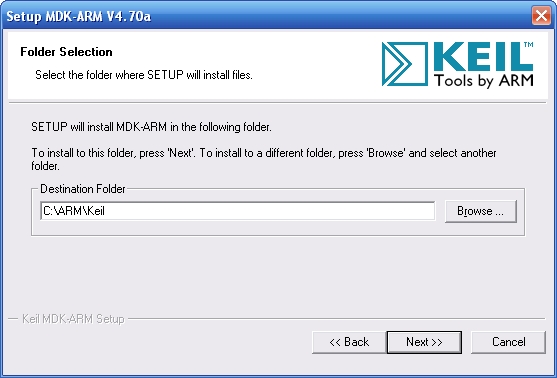 Setup MDK-ARM V4.70a
Folder Selection
Select the folder where SETUP will install files.
KEIL™
Tools by ARM
SETUP will install MDK-ARM in the following folder.
To install to this folder, press 'Next'. To install to a different folder, press 'Browse' and select another
folder.
Destination Folder
C:\ARM\Keil
Browse ...
Keil MDK-ARM Setup
<< Back
Next >>
Cancel